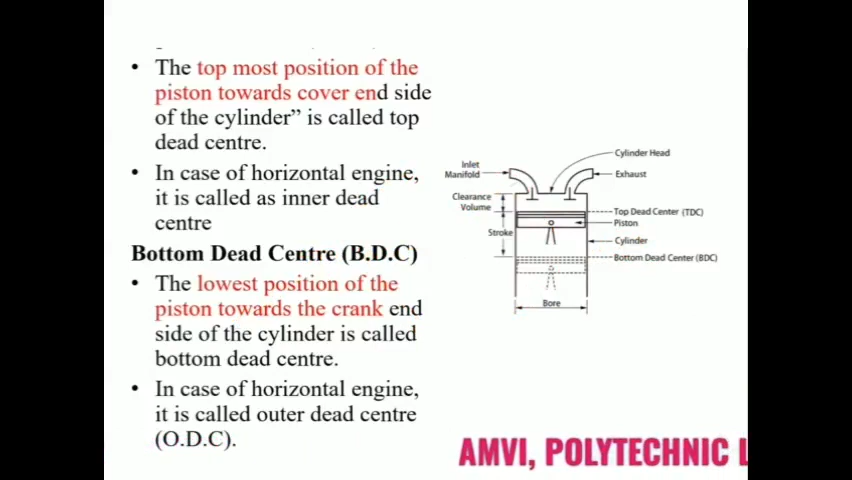 • The top most position of the
piston towards cover end side
of the cylinder” is called top
dead centre.
• In case of horizontal engine,
it is called as inner dead
centre
Bottom Dead Centre (B.D.C)
• The lowest position of the
piston towards the crank end
side of the cylinder is called
bottom dead centre.
• In case of horizontal engine,
it is called outer dead centre
(O.D.C).
Cylinder Head
Inlet
Manifold
Exhaust
Clearance
Volume
Top Dead Center (TDC)
Piston
Stroke
Cylinder
Bottom Dead Center (BDC)
Bore
AMVI, POLYTECHNIC